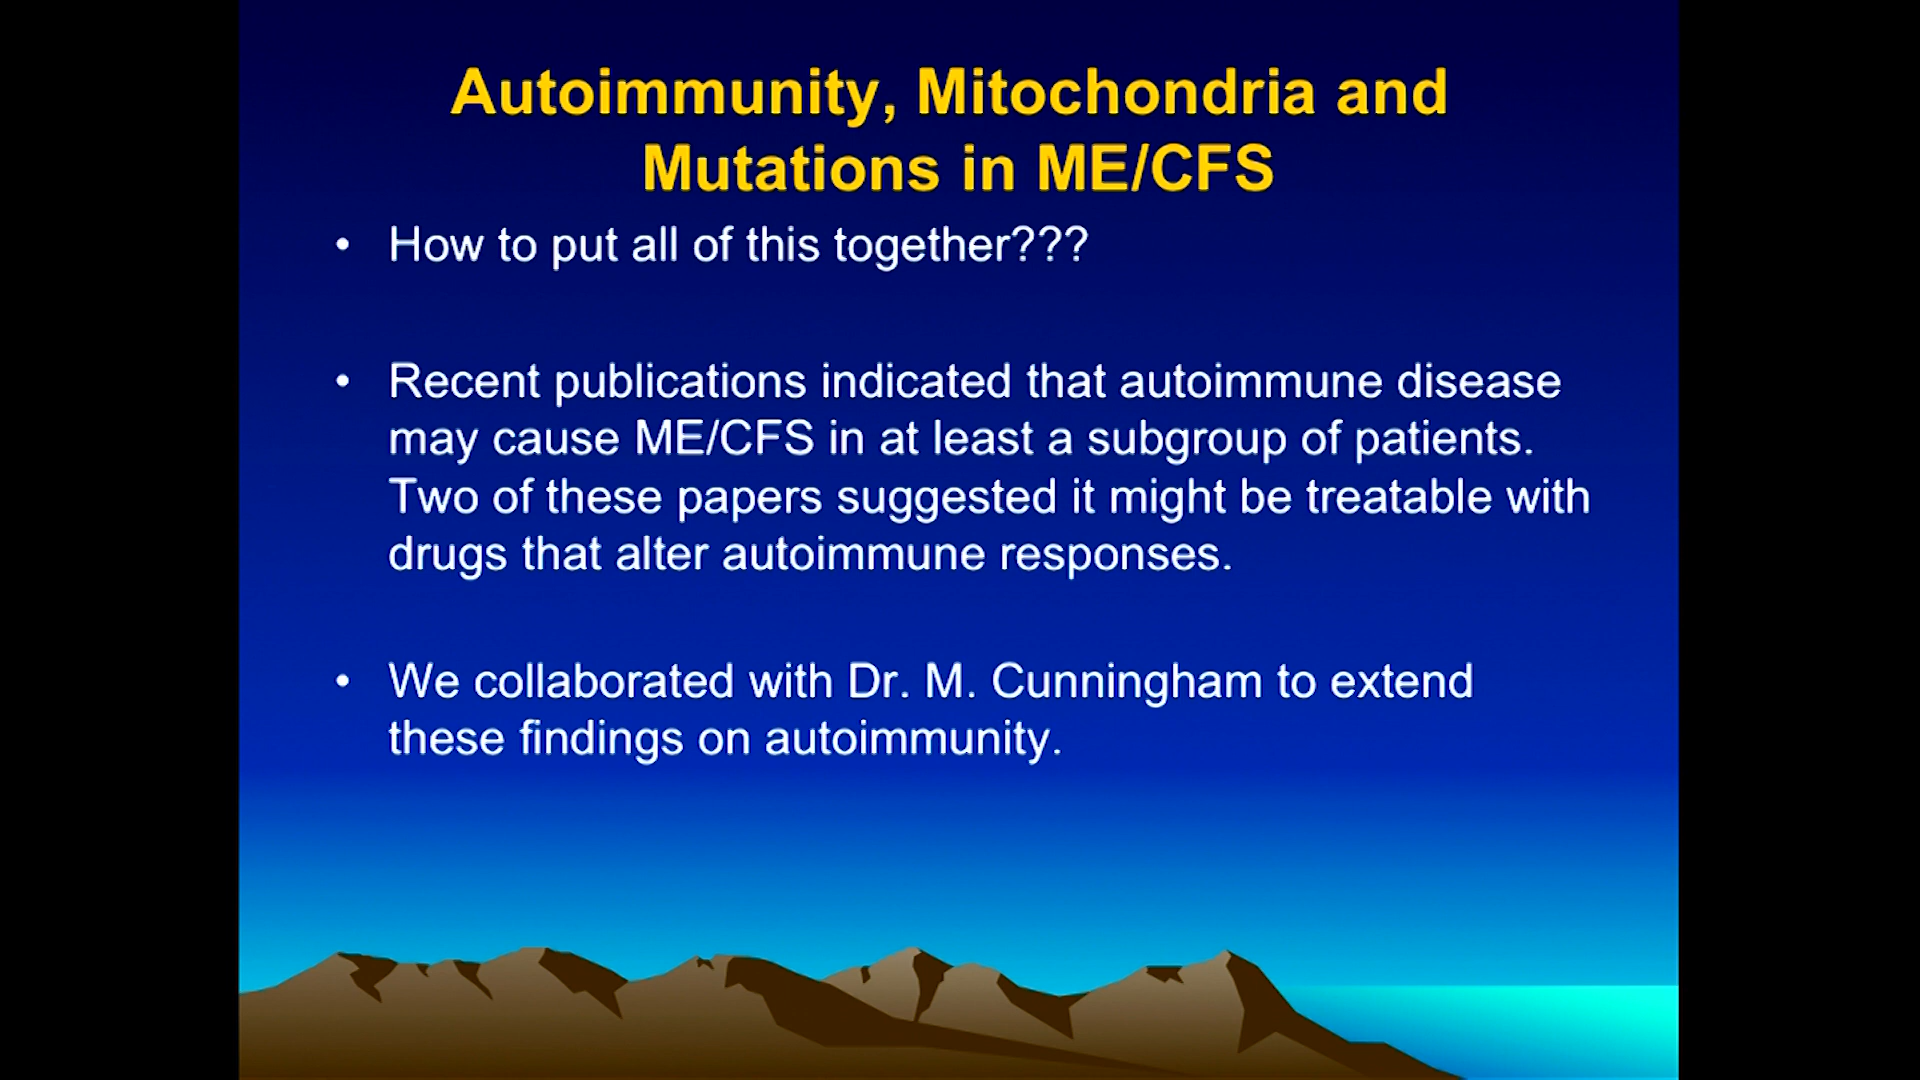 Autoimmunity, Mitochondria and
Mutations in ME/CFS
• How to put all of this together???
• Recent publications indicated that autoimmune disease
may cause ME/CFS in at least a subgroup of patients.
Two of these papers suggested it might be treatable with
drugs that alter autoimmune responses.
• We collaborated with Dr. M. Cunningham to extend
these findings on autoimmunity.